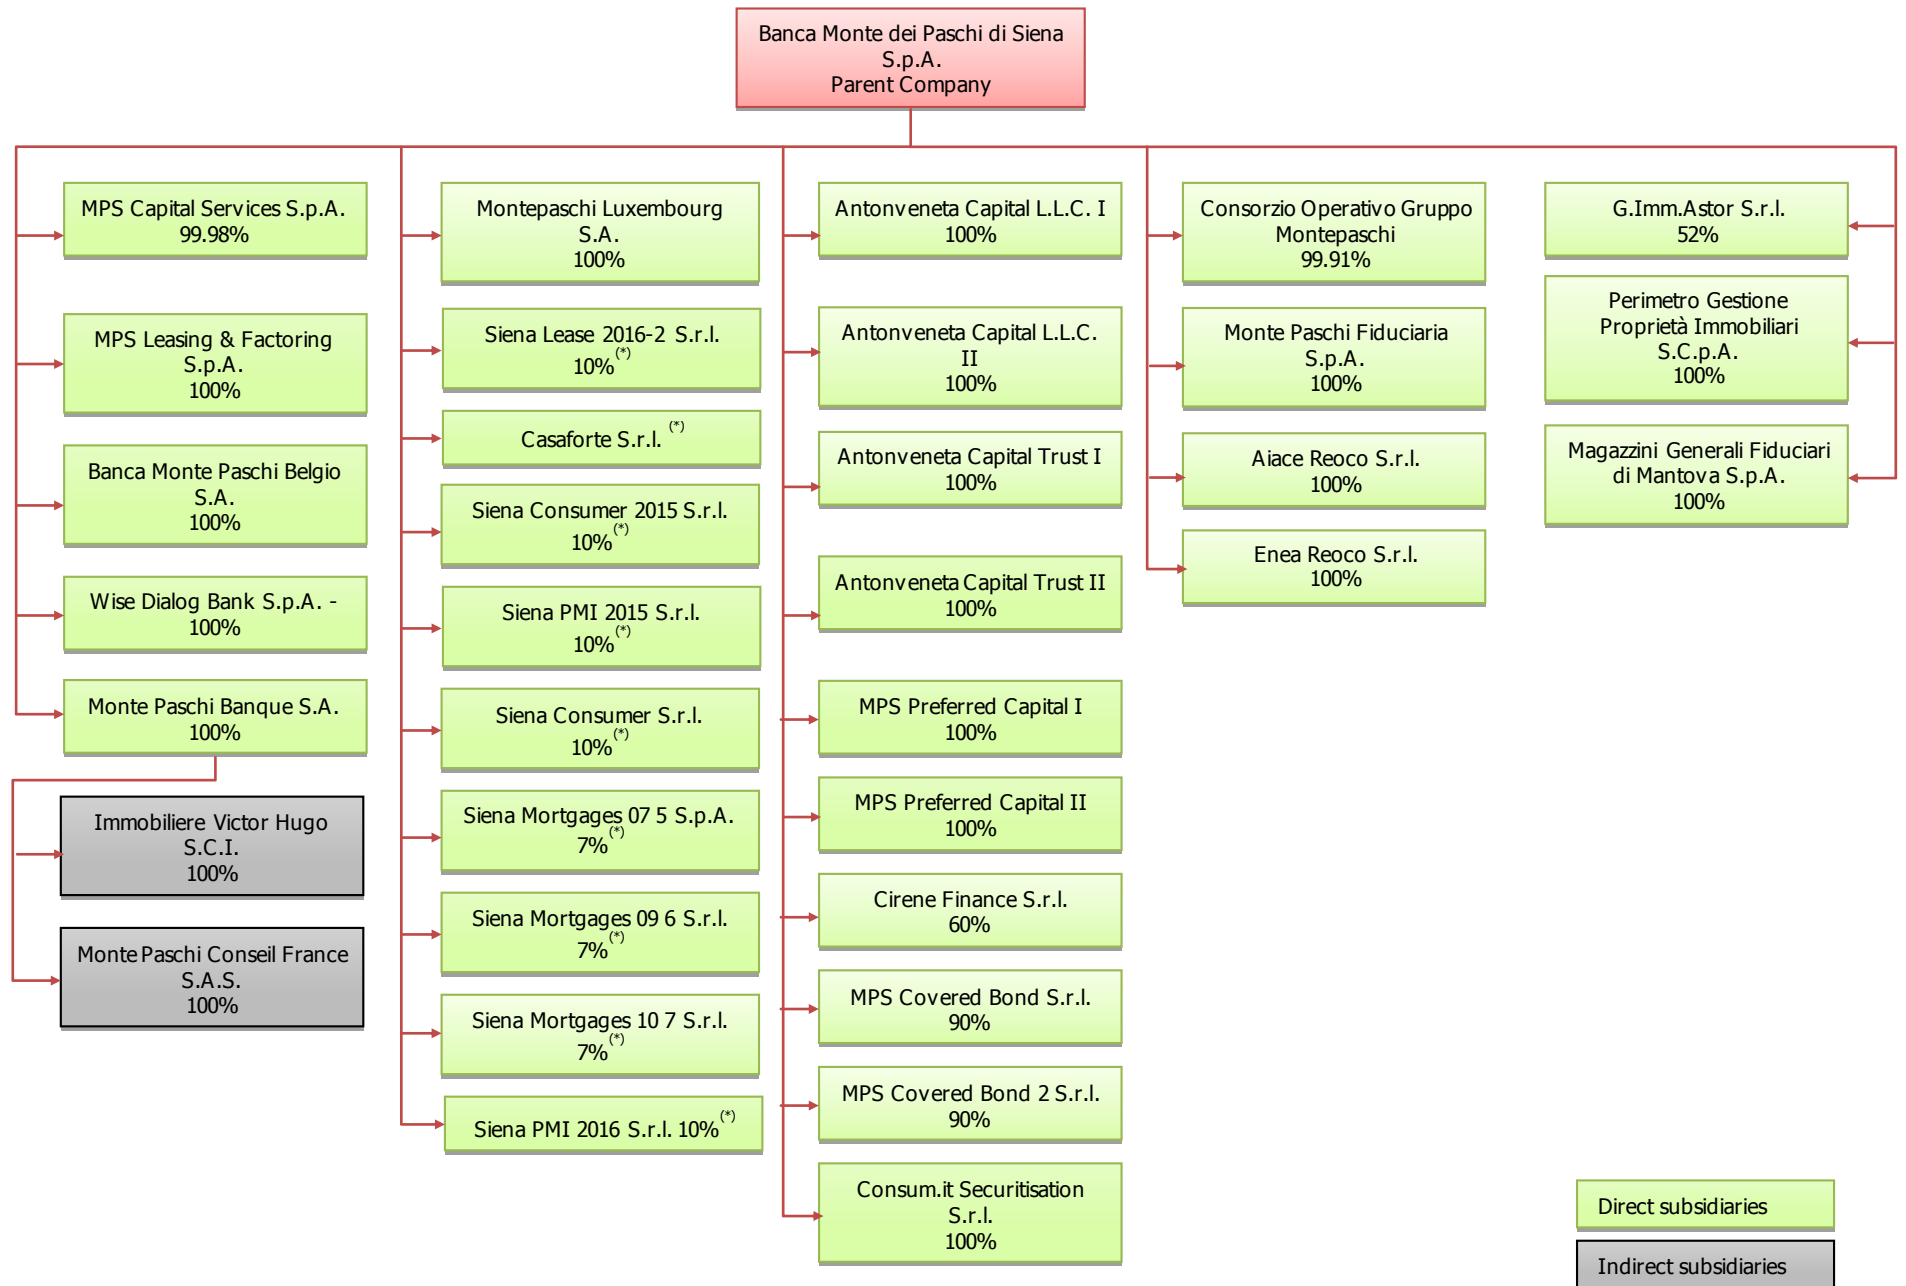 Banca Monte dei Paschi di Siena
S.p.A.
Parent Company
MPS Capital Services S.p.A.
99.98%
MPS Leasing & Factoring
S.p.A.
100%
Banca Monte Paschi Belgio
S.A.
100%
Wise Dialog Bank S.p.A. -
100%
Monte Paschi Banque S.A.
100%
Immobiliere Victor Hugo
S.C.I.
100%
Monte Paschi Conseil France
S.A.S.
100%
Montepaschi Luxembourg
S.A.
100%
Siena Lease 2016-2 S.r.l.
10% (*)
Casaforte S.r.l. (*)
Siena Consumer 2015 S.r.l.
10% (*)
Siena PMI 2015 S.r.l.
10% (*)
Siena Consumer S.r.l.
10% (*)
Siena Mortgages 07 5 S.p.A.
7% (*)
Siena Mortgages 09 6 S.r.l.
7% (*)
Siena Mortgages 10 7 S.r.l.
7% (*)
Siena PMI 2016 S.r.l. 10% (*)
Antonveneta Capital L.L.C. I
100%
Antonveneta Capital L.L.C.
II
100%
Antonveneta Capital Trust I
100%
Antonveneta Capital Trust II
100%
MPS Preferred Capital I
100%
MPS Preferred Capital II
100%
Cirene Finance S.r.l.
60%
MPS Covered Bond S.r.l.
90%
MPS Covered Bond 2 S.r.l.
90%
Consum.it Securitisation
S.r.l.
100%
Consorzio Operativo Gruppo
Montepaschi
99.91%
Monte Paschi Fiduciaria
S.p.A.
100%
Aiace Reoco S.r.l.
100%
Enea Reoco S.r.l.
100%
G.Imm.Astor S.r.l.
52%
Perimetro Gestione
Proprietà Immobiliari
S.C.p.A.
100%
Magazzini Generali Fiduciari
di Mantova S.p.A.
100%
Direct subsidiaries
Indirect subsidiaries